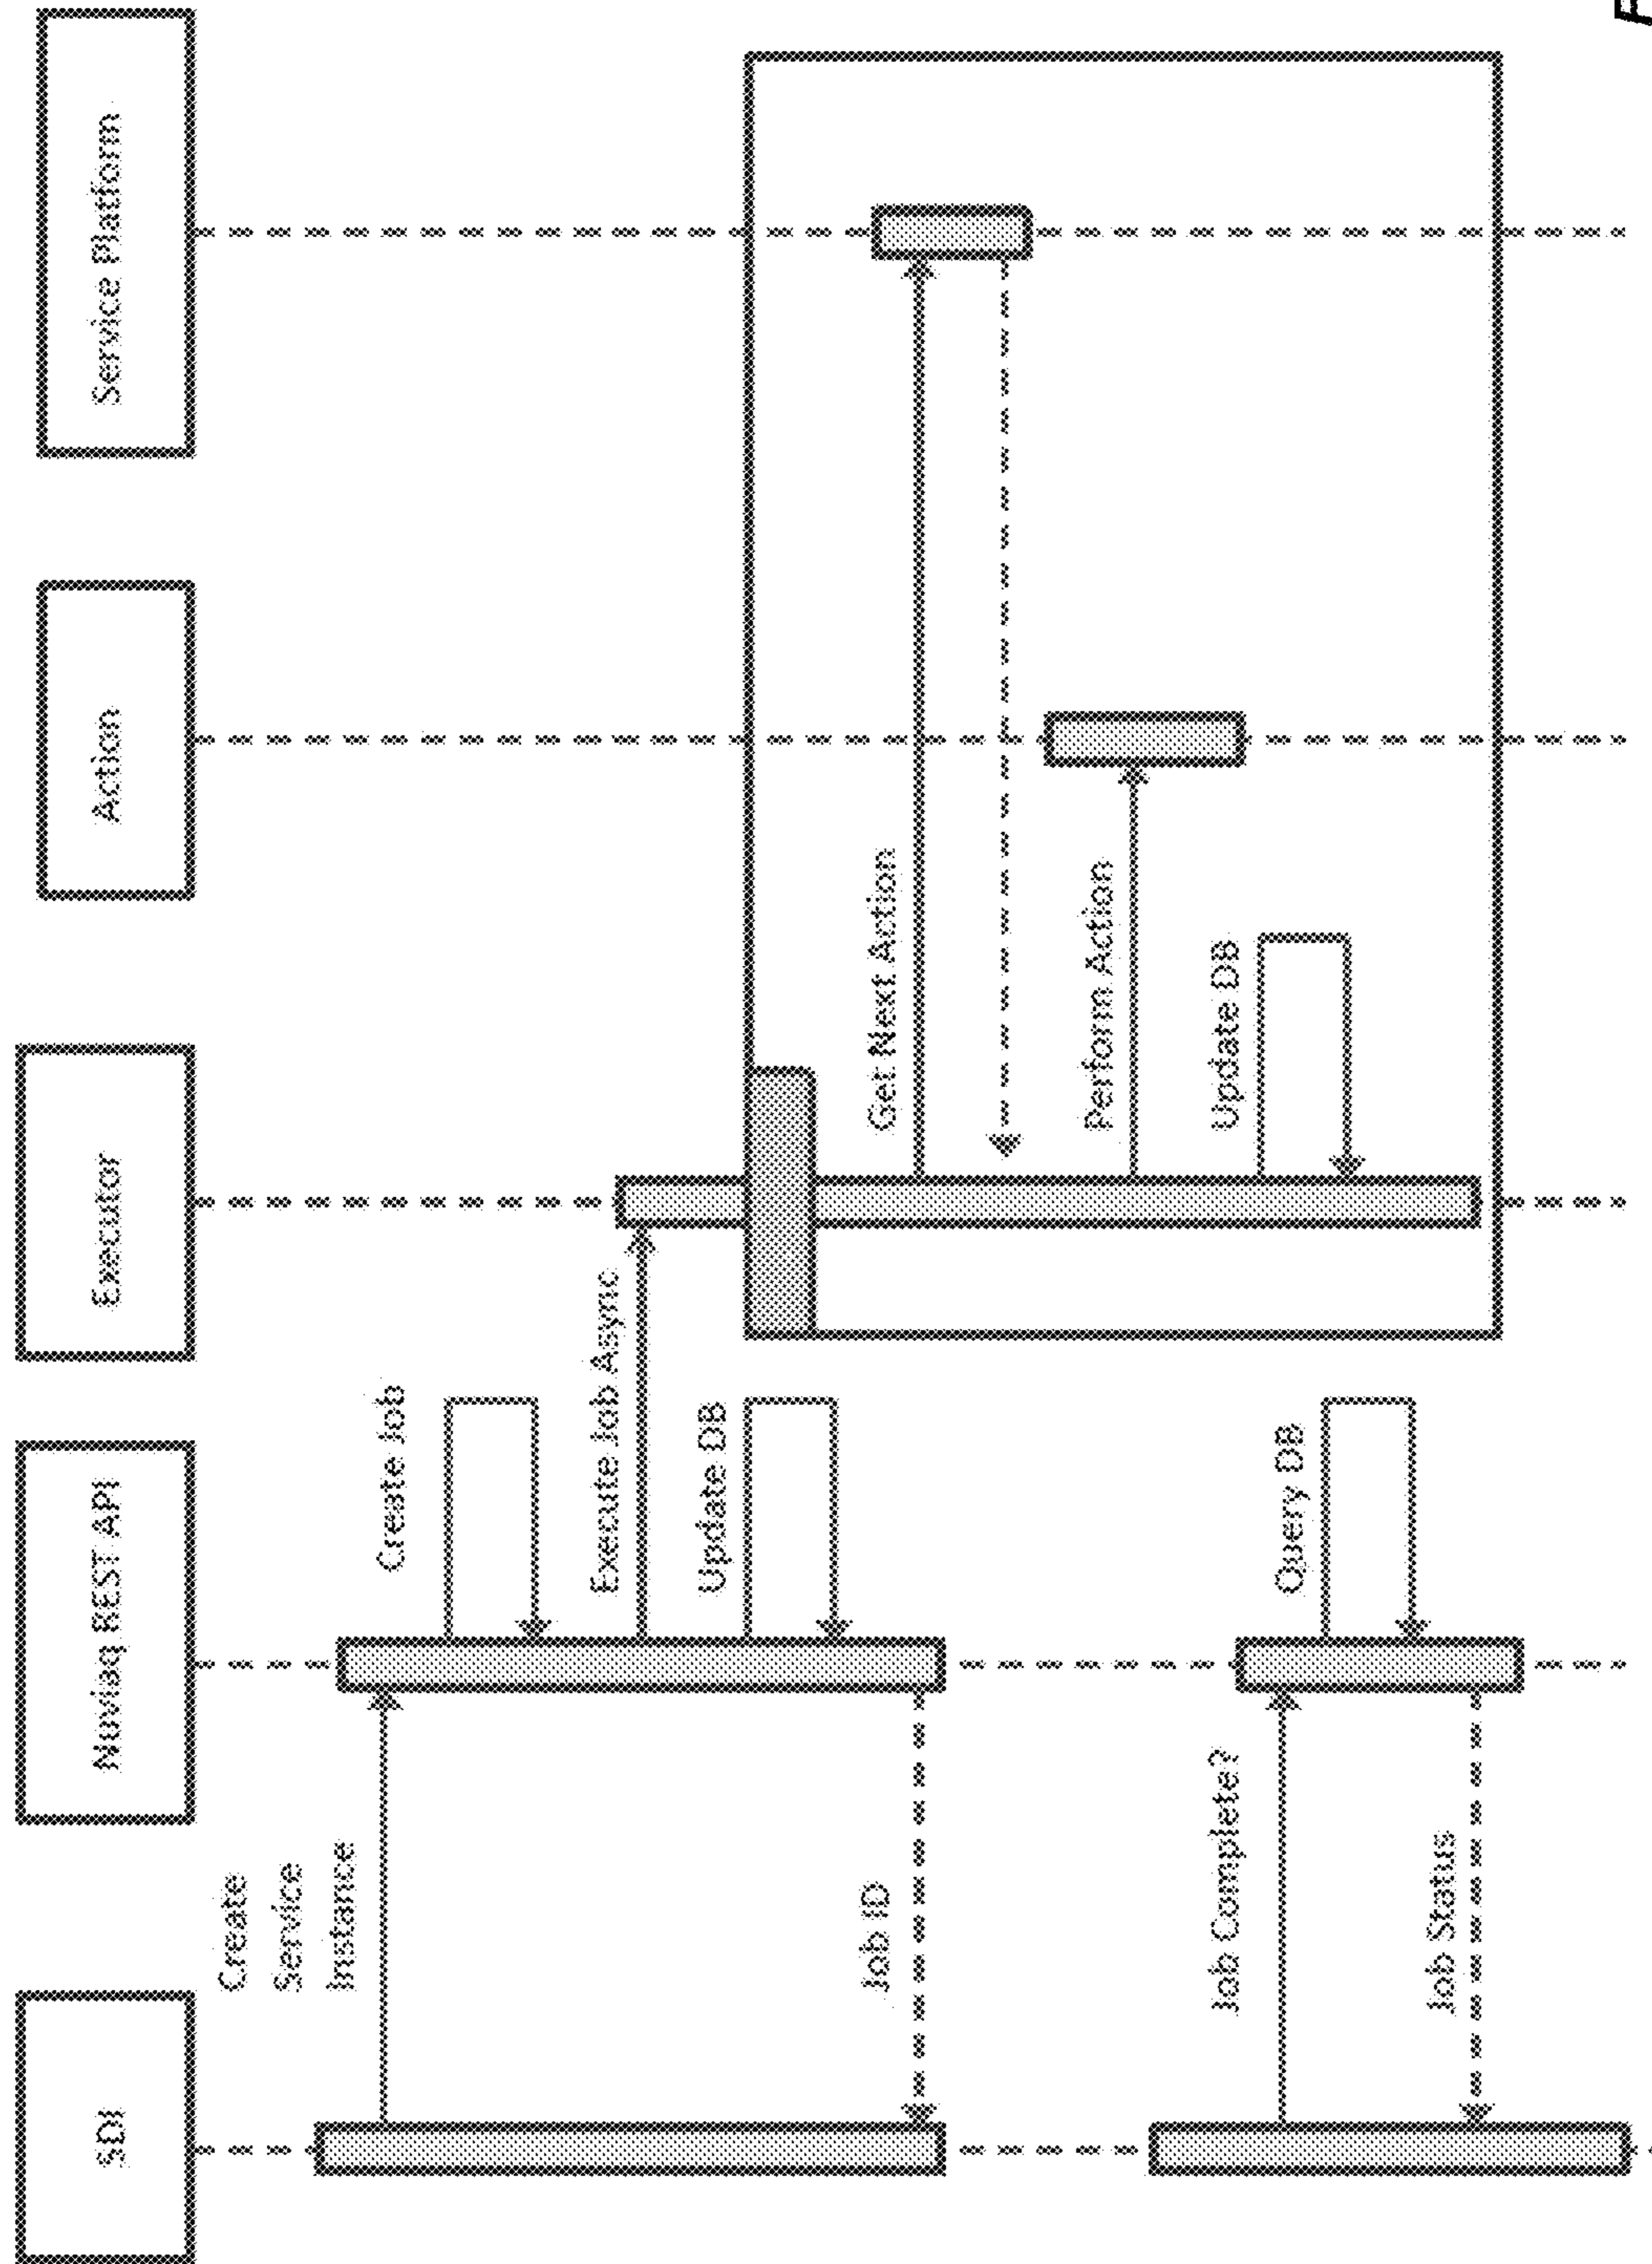 sDI
Noviaq REST API
Executor
Action
Service Platform
Create
Service
Instance
Create Job
Execute Job Async
Update DB
Get Next Action
Job ID
Perform Action
Update DB
Job Complete?
Query DB
Job Status